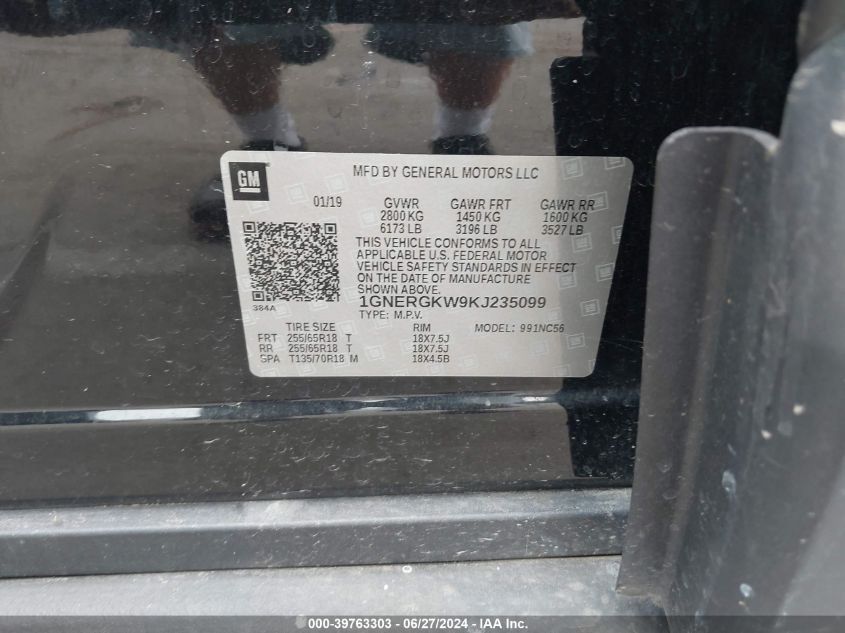 GM
MFD BY GENERAL MOTORS LLC
01/19 GVWR GAWR FRT GAWR RR
2800 KG 1450 KG 1600 KG
6173 LB 3196 LB 3527 LB
THIS VEHICLE CONFORMS TO ALL
APPLICABLE U.S. FEDERAL MOTOR
VEHICLE SAFETY STANDARDS IN EFFECT
ON THE DATE OF MANUFACTURE
SHOWN ABOVE.
384A 1GNERGKW9KJ235099
TYPE: M.P.V.
TIRE SIZE RIM MODEL: 991NC56
FRT 255/65R18 T 18X7.5J
RR 255/65R18 T 18X7.5J
GPA T135/70R18 M 18X4.5B
000-39763303 - 06/27/2024 - IAAI Inc.